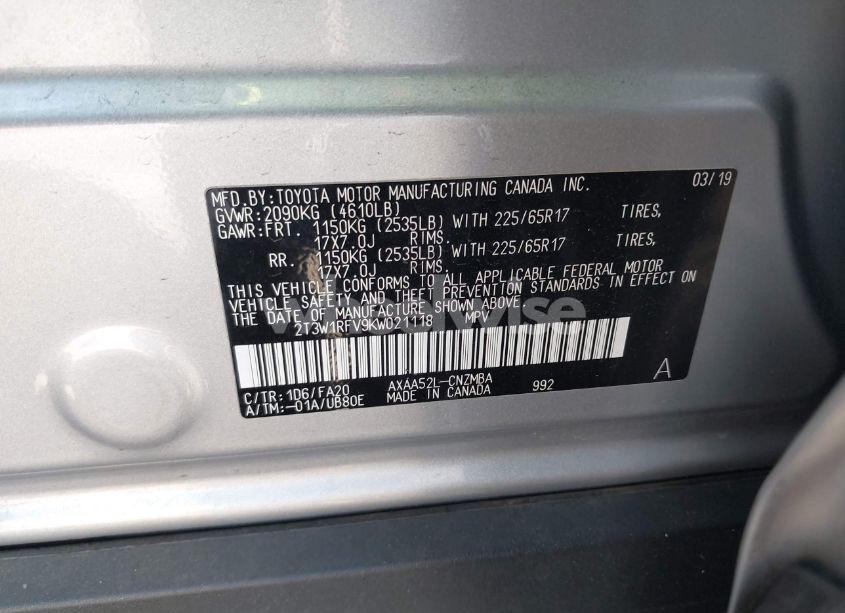 MFD.BY:TOYOTA MOTOR MANUFACTURING CANADA INC. 03/19
GVWR:2090KG (4610LB)
GAWR:FRT. 1150KG (2535LB) WITH 225/65R17 TIRES,
17X7.0J RIMS.
RR. 1150KG (2535LB) WITH 225/65R17 TIRES,
17X7.0J RIMS.
THIS VEHICLE CONFORMS TO ALL APPLICABLE FEDERAL MOTOR
VEHICLE SAFETY AND THEFT PREVENTION STANDARDS IN EFFECT ON
THE DATE OF MANUFACTURE SHOWN ABOVE.
2T3W1RFV9KW021118 MPV
C/TR:1D6/FA20 AXAA52L-CNZMBA 992 A
A/TM:-01A/UB80E MADE IN CANADA